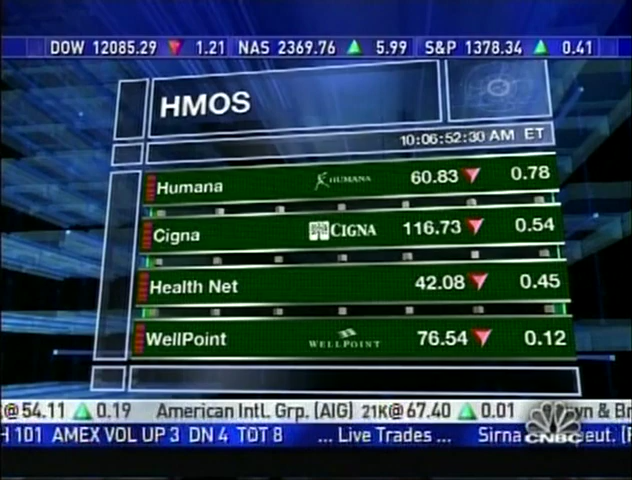 DOW 12085.29 ▼ 1.21 NAS 2369.76 ▲ 5.99 S&P 1378.34 ▲ 0.41
HMOS
10:06:52:30 AM ET
Humana HUMANA 60.83 ▼ 0.78
Cigna CIGNA 116.73 ▼ 0.54
Health Net 42.08 ▼ 0.45
WellPoint WELLPOINT 76.54 ▼ 0.12
@54.11 ▲ 0.19 American Intl. Grp. (AIG) 21K@67.40 ▲ 0.01 & Br
H 101 AMEX VOL UP 3 DN 4 TOT 8 ... Live Trades ... Sirna
CNBC